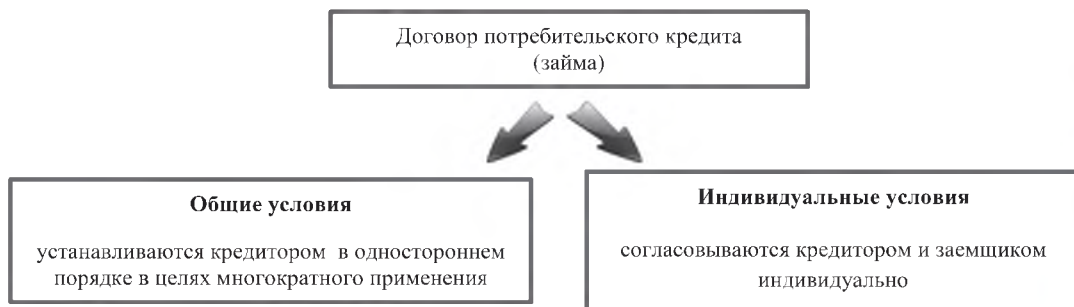 Договор потребительского кредита
(займа)
Общие условия
устанавливаются кредитором в одностороннем
порядке в целях многократного применения
Индивидуальные условия
согласовываются кредитором и заемщиком
индивидуально